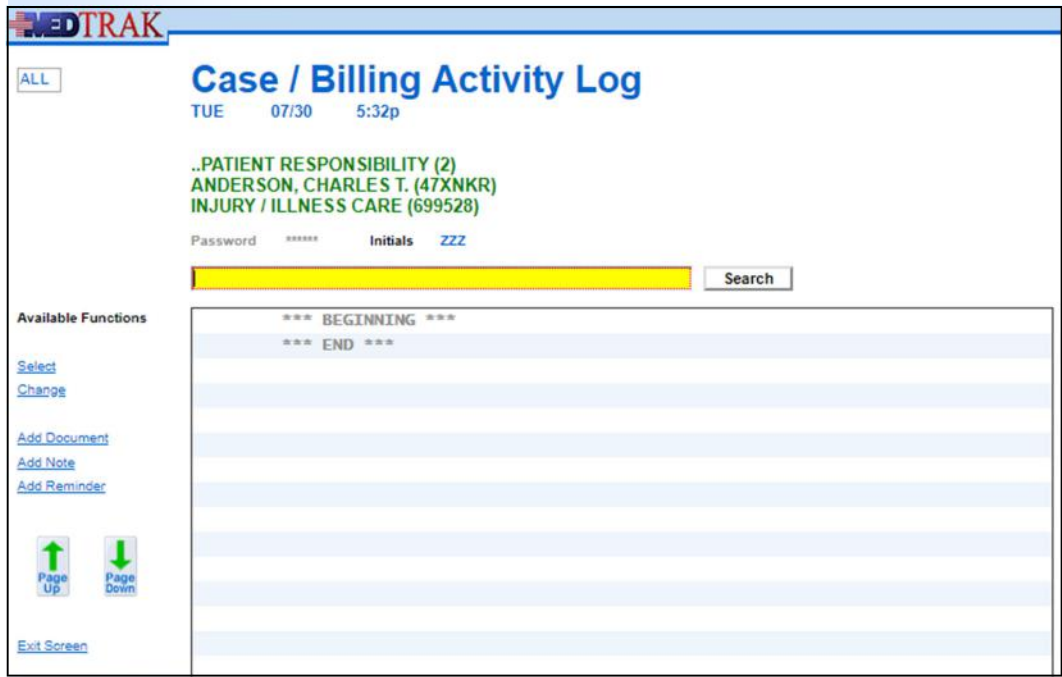 MEDTRAK
ALL
Case / Billing Activity Log
TUE 07/30 5:32p
..PATIENT RESPONSIBILITY (2)
ANDERSON, CHARLES T. (47XNKR)
INJURY / ILLNESS CARE (699528)
Password ****** Initials ZZZ
Search
Available Functions
*** BEGINNING ***
*** END ***
Select
Change
Add Document
Add Note
Add Reminder
Page Up
Page Down
Exit Screen